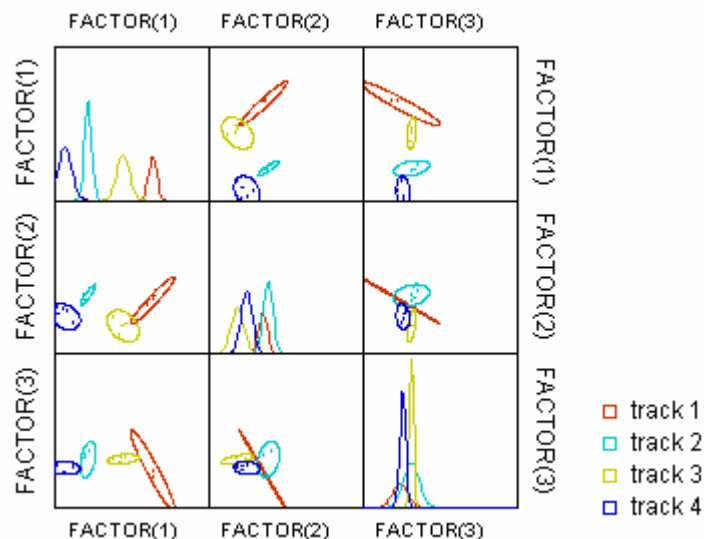 FACTOR(1) FACTOR(2) FACTOR(3)
FACTOR(1)
FACTOR(1)
FACTOR(2)
FACTOR(2)
FACTOR(3)
FACTOR(3)
track 1
track 2
track 3
track 4
FACTOR(1) FACTOR(2) FACTOR(3)